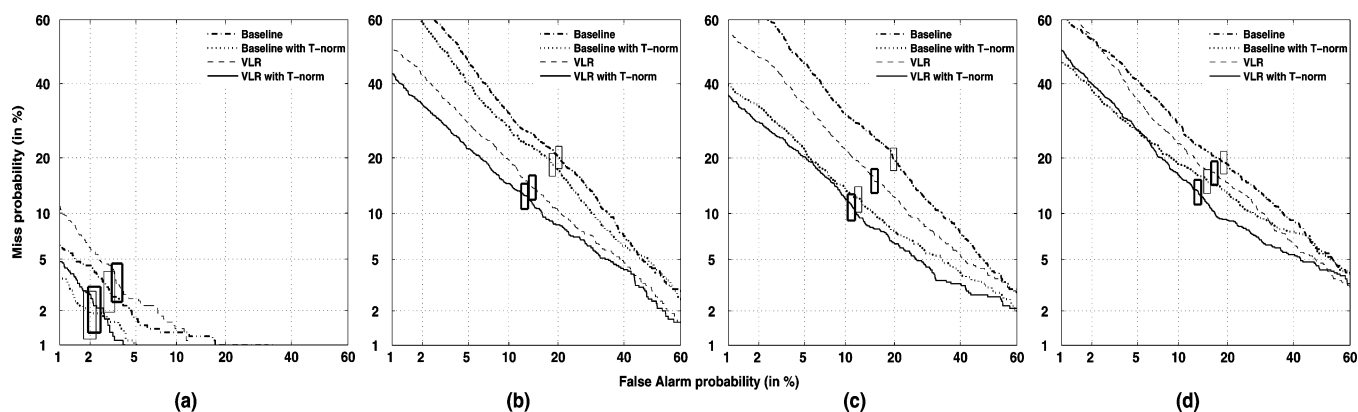 Miss probability (in %)
60
40
20
10
5
2
1
1 2 5 10 20 40 60
Baseline
Baseline with T-norm
VLR
VLR with T-norm
(a)
60
40
20
10
5
2
1
1 2 5 10 20 40 60
Baseline
Baseline with T-norm
VLR
VLR with T-norm
(b)
60
40
20
10
5
2
1
1 2 5 10 20 40 60
Baseline
Baseline with T-norm
VLR
VLR with T-norm
(c)
60
40
20
10
5
2
1
1 2 5 10 20 40 60
Baseline
Baseline with T-norm
VLR
VLR with T-norm
(d)
False Alarm probability (in %)